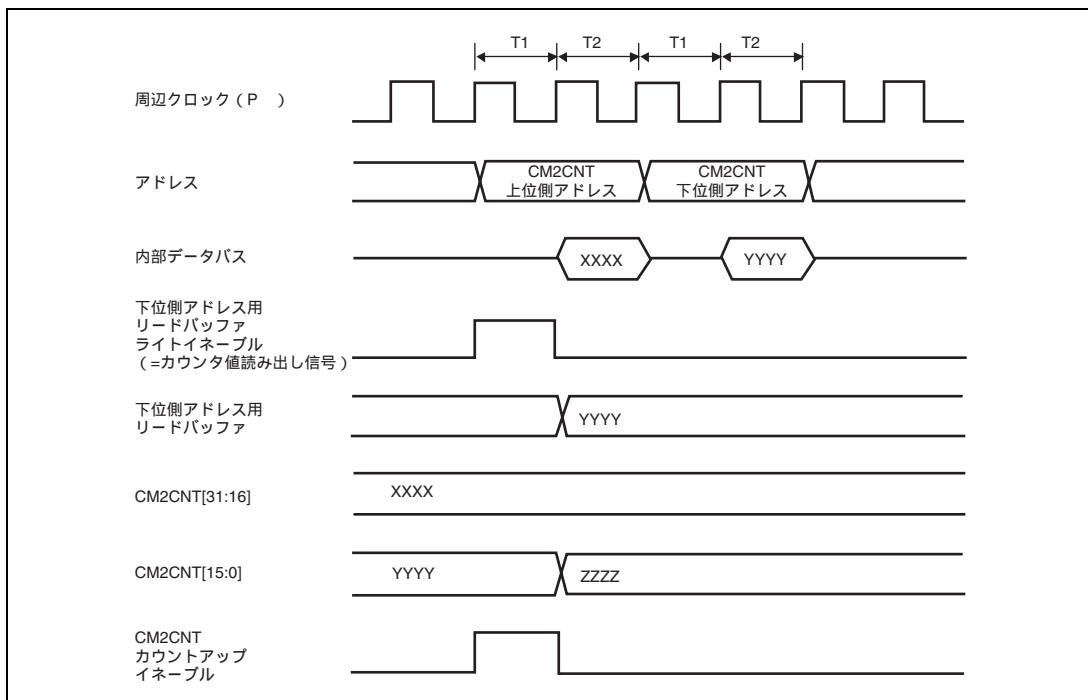 T1 T2 T1 T2
周辺クロック(P )
アドレス
CM2CNT
上位側アドレス
CM2CNT
下位側アドレス
内部データバス
XXXX
YYYY
下位側アドレス用
リードバッファ
ライトイネーブル
(=カウンタ値読み出し信号)
下位側アドレス用
リードバッファ
YYYY
CM2CNT[31:16]
XXXX
CM2CNT[15:0]
YYYY
ZZZZ
CM2CNT
カウントアップ
イネーブル